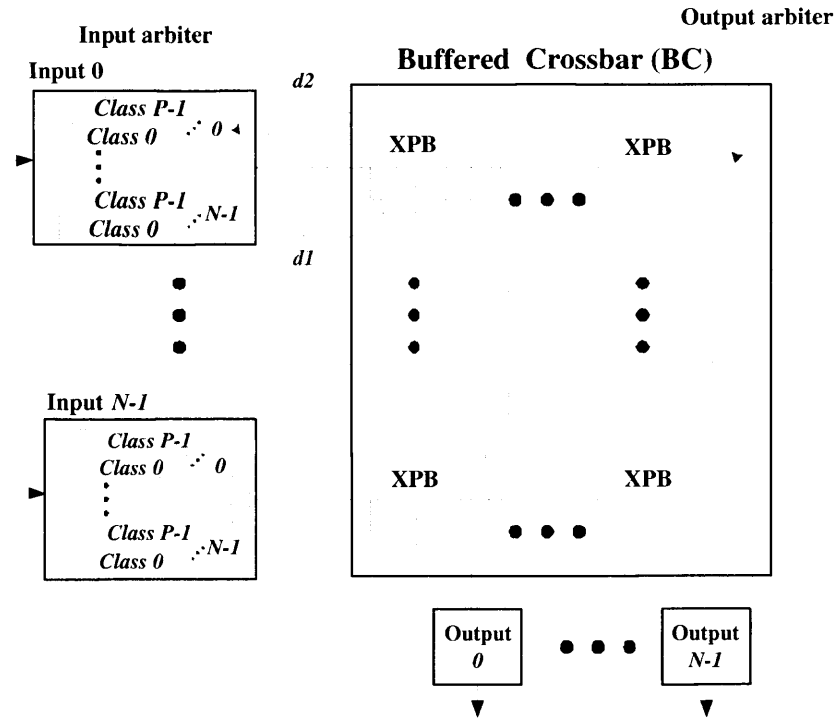 Output arbiter
Input arbiter
Buffered Crossbar (BC)
Input 0
d2
Class P-1
Class 0 0
XPB XPB
Class P-1
Class 0 N-1
d1
Input N-1
Class P-1
Class 0 0
XPB XPB
Class P-1
Class 0 N-1
Output 0
Output N-1